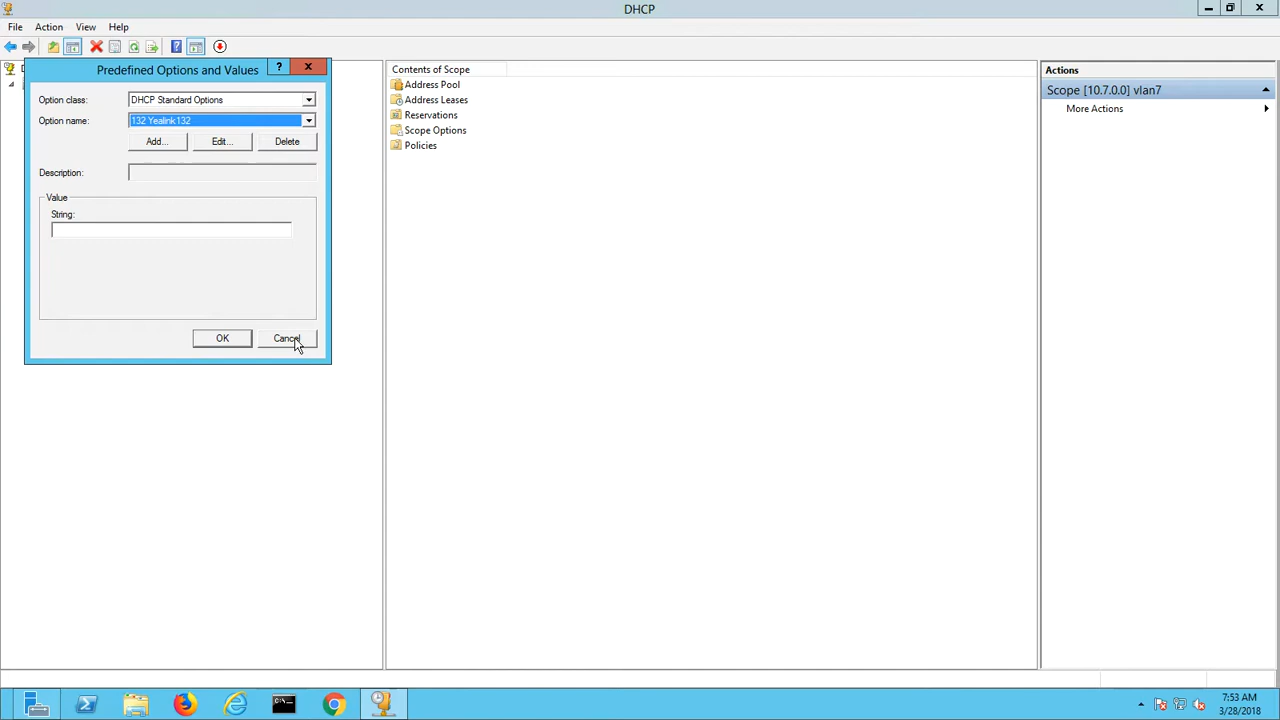 DHCP
File Action View Help
Predefined Options and Values
?
Option class: DHCP Standard Options
Option name: 132 Yealink132
Add... Edit... Delete
Description:
Value
String:
OK Cancel
Contents of Scope
Address Pool
Address Leases
Reservations
Scope Options
Policies
Actions
Scope [10.7.0.0] vlan7
More Actions
7:53 AM
3/28/2018